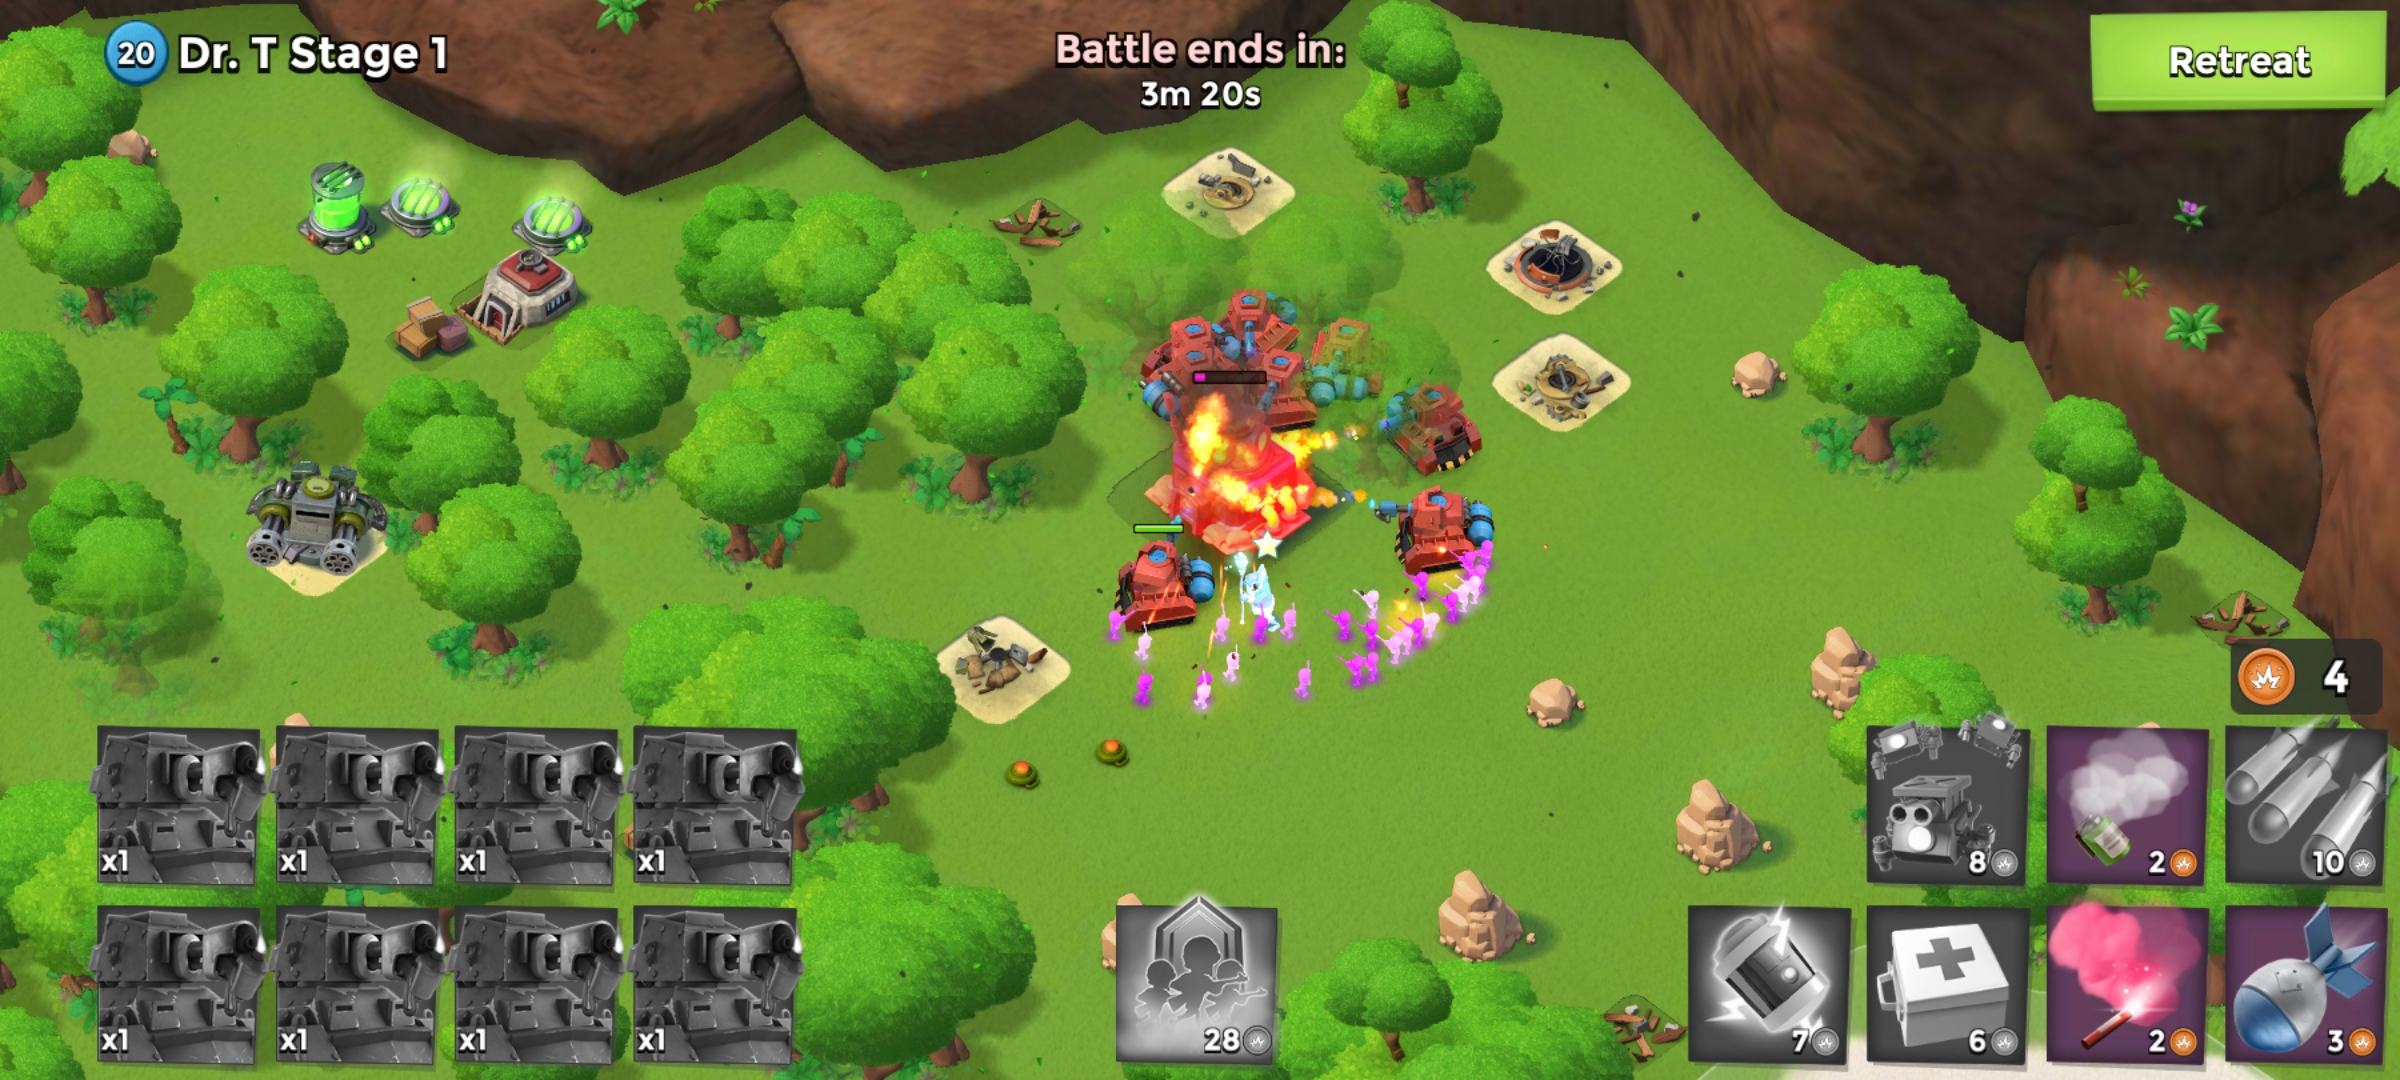 20 Dr. T Stage 1
Battle ends in:
3m 20s
Retreat
4
x1 x1 x1 x1
8 2 10
x1 x1 x1 x1
28 7 6 2 3